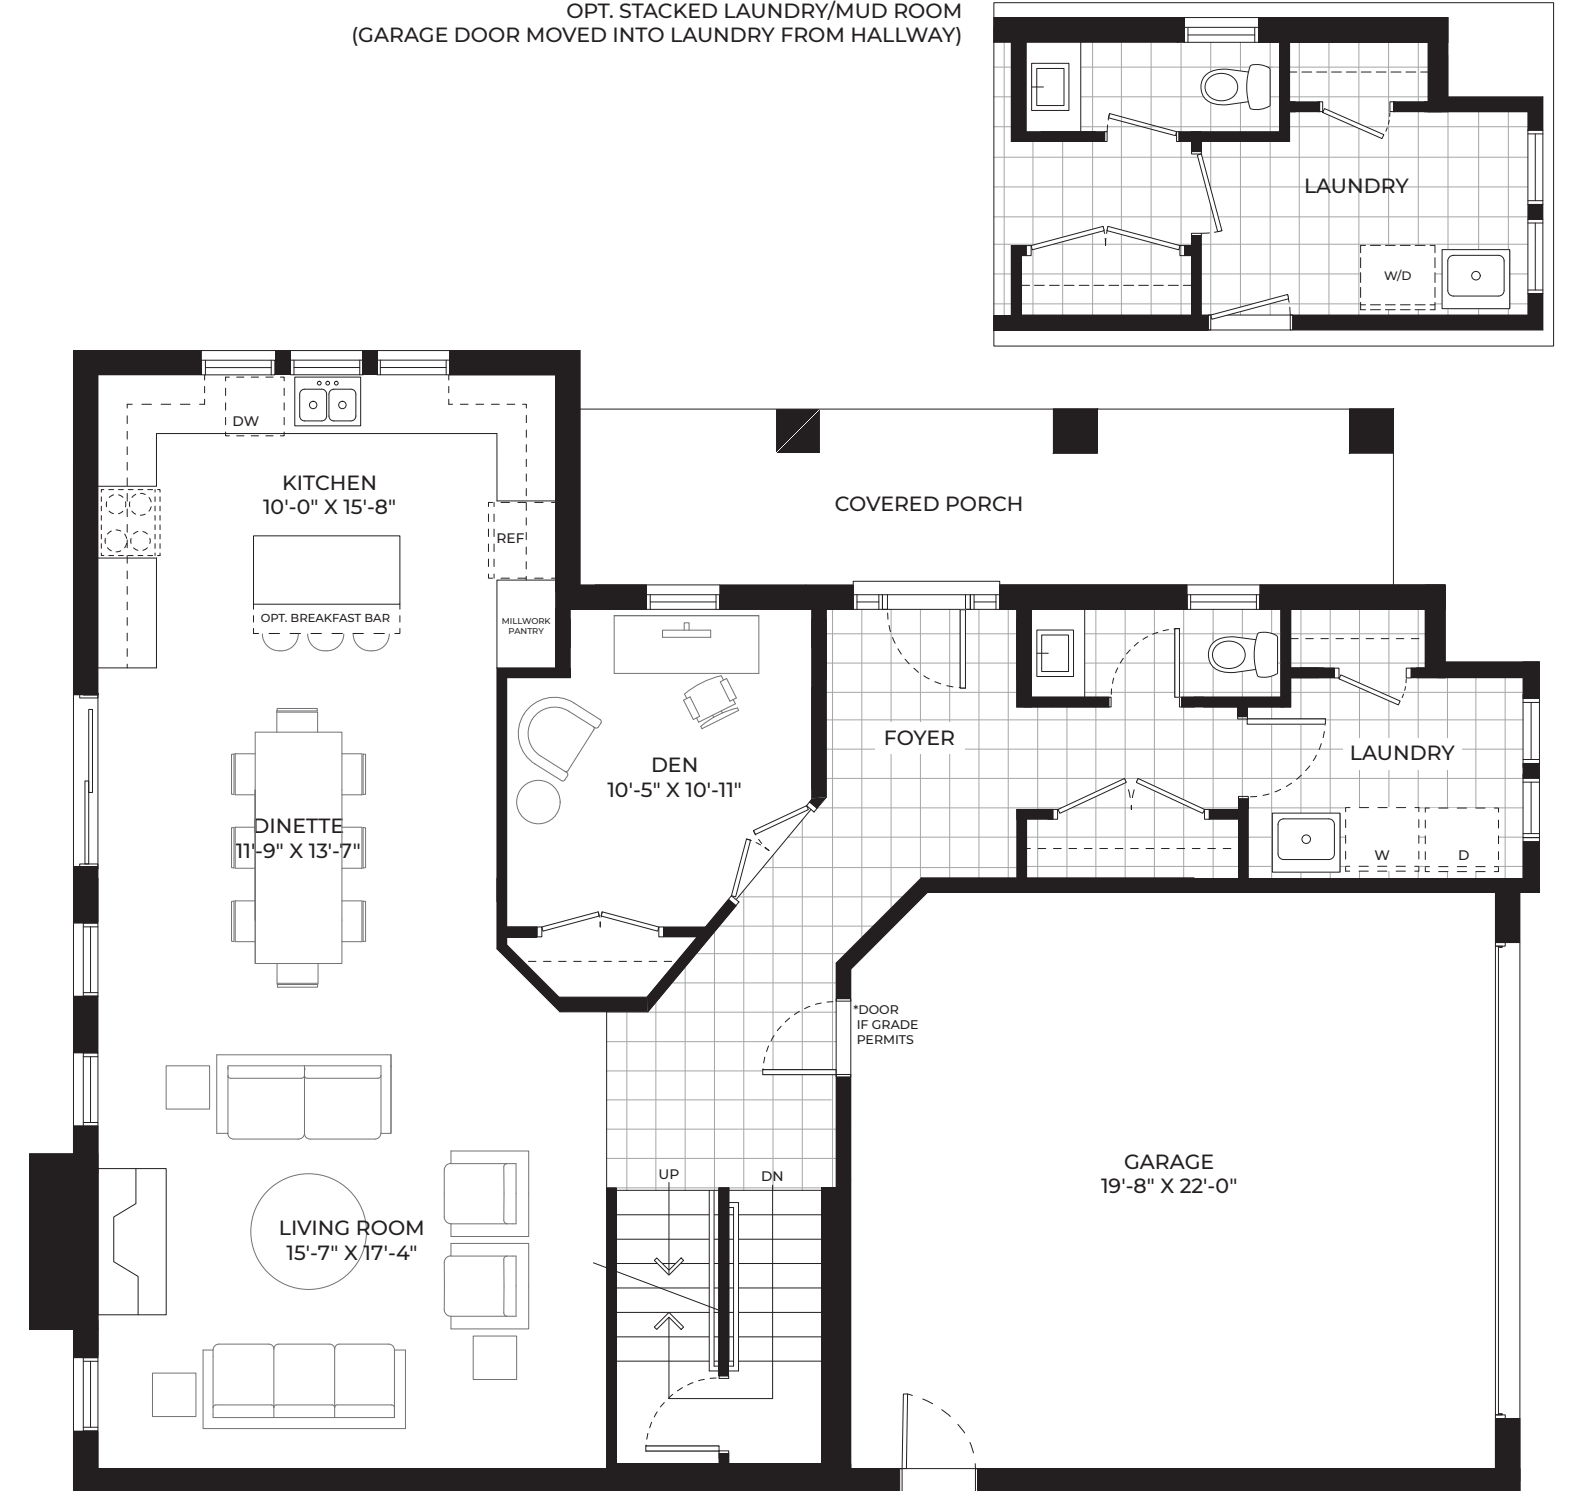 OPT. STACKED LAUNDRY/MUD ROOM
(GARAGE DOOR MOVED INTO LAUNDRY FROM HALLWAY)
LAUNDRY
W/D
DW
KITCHEN
10'-0" X 15'-8"
REF
OPT. BREAKFAST BAR
MILLWORK
PANTRY
COVERED PORCH
DEN
10'-5" X 10'-11"
FOYER
LAUNDRY
W
D
DINETTE
11'-9" X 13'-7"
*DOOR
IF GRADE
PERMITS
UP
DN
GARAGE
19'-8" X 22'-0"
LIVING ROOM
15'-7" X 17'-4"